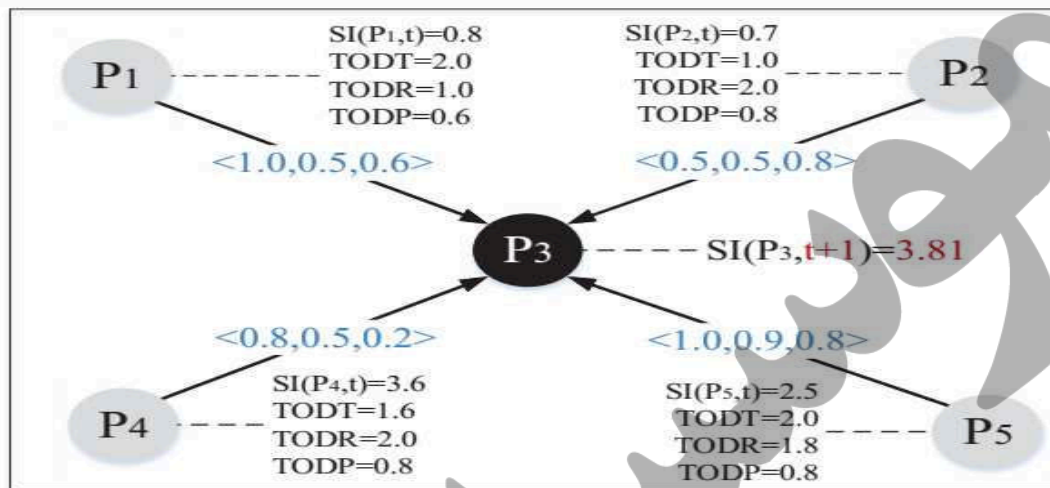 P1
SI(P1,t)=0.8
TODT=2.0
TODR=1.0
TODP=0.6
SI(P2,t)=0.7
TODT=1.0
TODR=2.0
TODP=0.8
P2
<1.0,0.5,0.6>
<0.5,0.5,0.8>
P3
SI(P3,t+1)=3.81
<0.8,0.5,0.2>
<1.0,0.9,0.8>
P4
SI(P4,t)=3.6
TODT=1.6
TODR=2.0
TODP=0.8
SI(P5,t)=2.5
TODT=2.0
TODR=1.8
TODP=0.8
P5